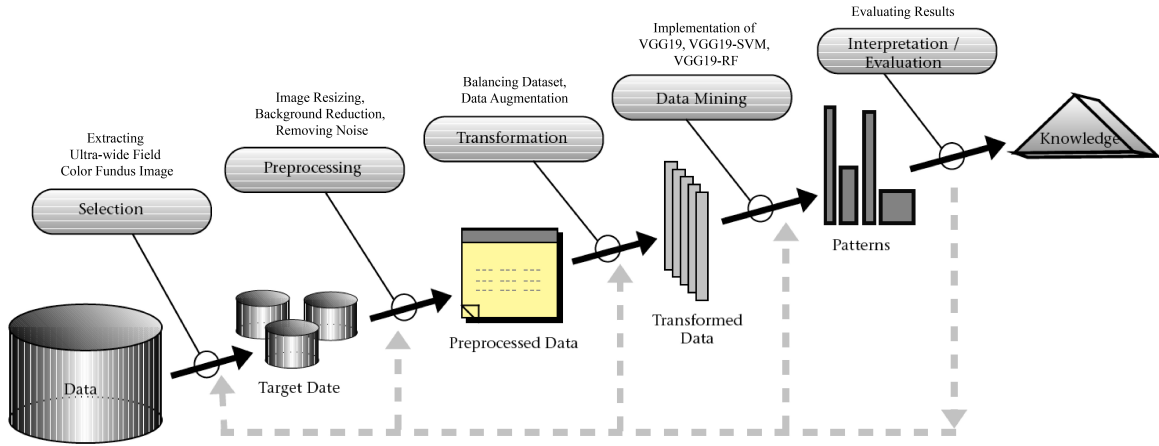 Extracting
Ultra-wide Field
Color Fundus Image
Selection
Data
Target Date
Image Resizing,
Background Reduction,
Removing Noise
Preprocessing
Preprocessed Data
Balancing Dataset,
Data Augmentation
Transformation
Transformed
Data
Implementation of
VGG19, VGG19-SVM,
VGG19-RF
Data Mining
Patterns
Evaluating Results
Interpretation /
Evaluation
Knowledge